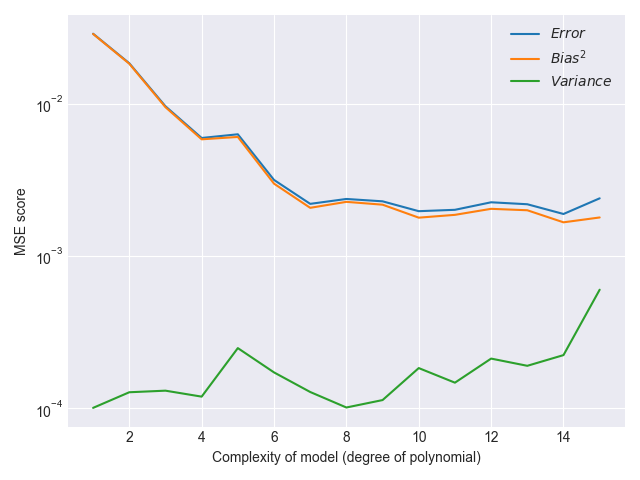 Error
Bias²
Variance
10⁻²
10⁻³
10⁻⁴
MSE score
2 4 6 8 10 12 14
Complexity of model (degree of polynomial)